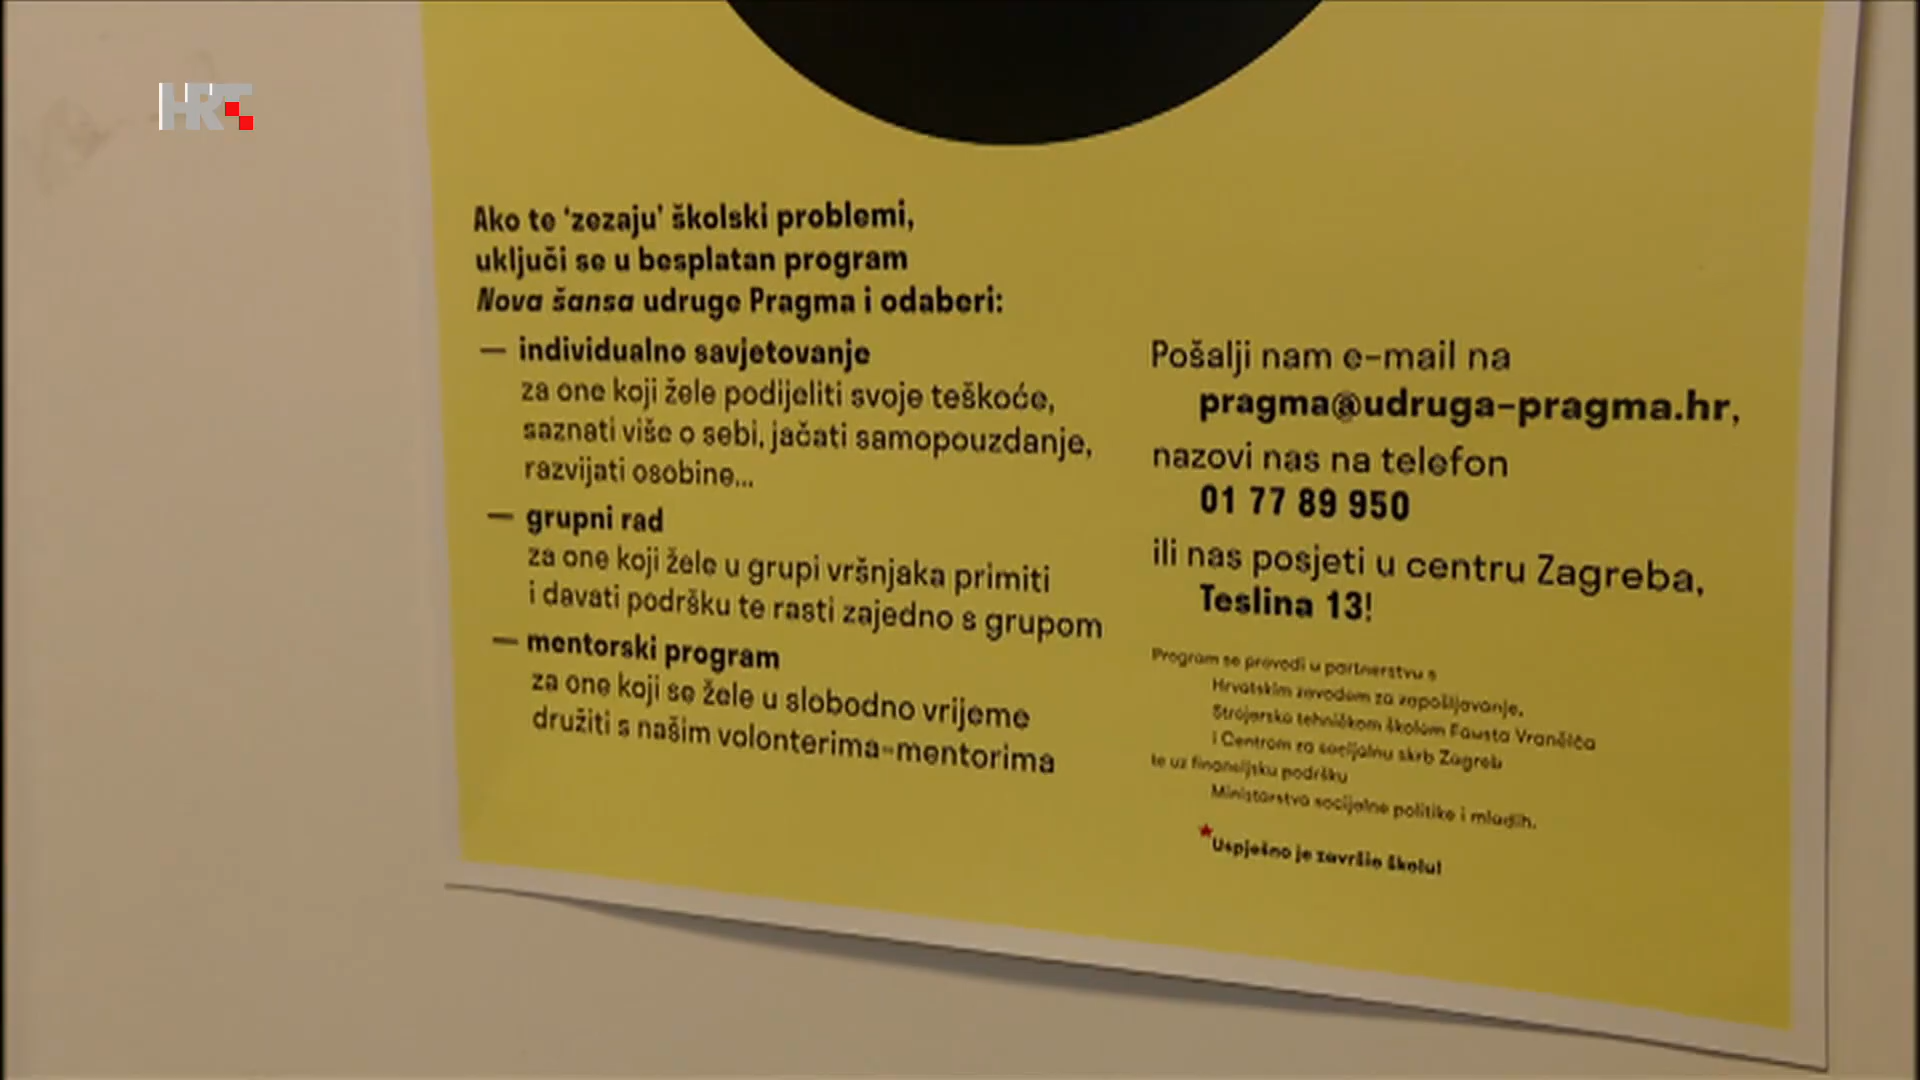 HRT
Ako te ‘zezaju’ školski problemi,
uključi se u besplatan program
Nova šansa udruge Pragma i odaberi:
— individualno savjetovanje
za one koji žele podijeliti svoje teškoće,
saznati više o sebi, jačati samopouzdanje,
razvijati osobine...
— grupni rad
za one koji žele u grupi vršnjaka primiti
i davati podršku te rasti zajedno s grupom
— mentorski program
za one koji se žele u slobodno vrijeme
družiti s našim volonterima-mentorima
Pošalji nam e-mail na
pragma@udruga-pragma.hr,
nazovi nas na telefon
01 77 89 950
ili nas posjeti u centru Zagreba,
Teslina 13!
Program se provodi u partnerstvu s
Hrvatskim zavodom za zapošljavanje,
Strojarsko tehničkom školom Fausta Vrančića
i Centrom za socijalnu skrb Zagreb
te uz financijsku podršku
Ministarstva socijalne politike i mladih.
*Uspješno je završio školu!